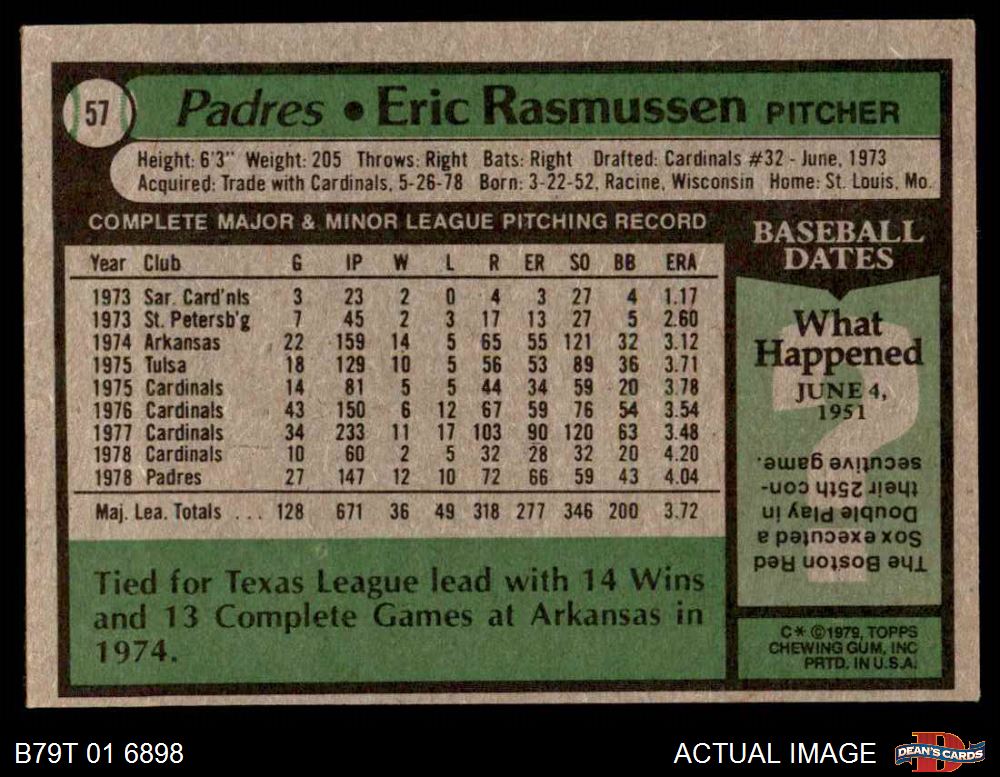 57
Padres • Eric Rasmussen PITCHER
Height: 6'3" Weight: 205 Throws: Right Bats: Right Drafted: Cardinals #32 - June, 1973
Acquired: Trade with Cardinals, 5-26-78 Born: 3-22-52, Racine, Wisconsin Home: St. Louis, Mo.
COMPLETE MAJOR & MINOR LEAGUE PITCHING RECORD
Year Club G IP W L R ER SO BB ERA
1973 Sar. Card'nls 3 23 2 0 4 3 27 4 1.17
1973 St. Petersb'g 7 45 2 3 17 13 27 5 2.60
1974 Arkansas 22 159 14 5 65 55 121 32 3.12
1975 Tulsa 18 129 10 5 56 53 89 36 3.71
1975 Cardinals 14 81 5 5 44 34 59 20 3.78
1976 Cardinals 43 150 6 12 67 59 76 54 3.54
1977 Cardinals 34 233 11 17 103 90 120 63 3.48
1978 Cardinals 10 60 2 5 32 28 32 20 4.20
1978 Padres 27 147 12 10 72 66 59 43 4.04
Maj. Lea. Totals ... 128 671 36 49 318 277 346 200 3.72
Tied for Texas League lead with 14 Wins
and 13 Complete Games at Arkansas in
1974.
BASEBALL
DATES
What
Happened
JUNE 4,
1951
?
The Boston Red
Sox executed a
Double Play in
their 25th con-
secutive game.
C* ©1979, TOPPS
CHEWING GUM, INC
PRTD. IN U.S.A.
B79T 01 6898
ACTUAL IMAGE
D
DEAN'S CARDS